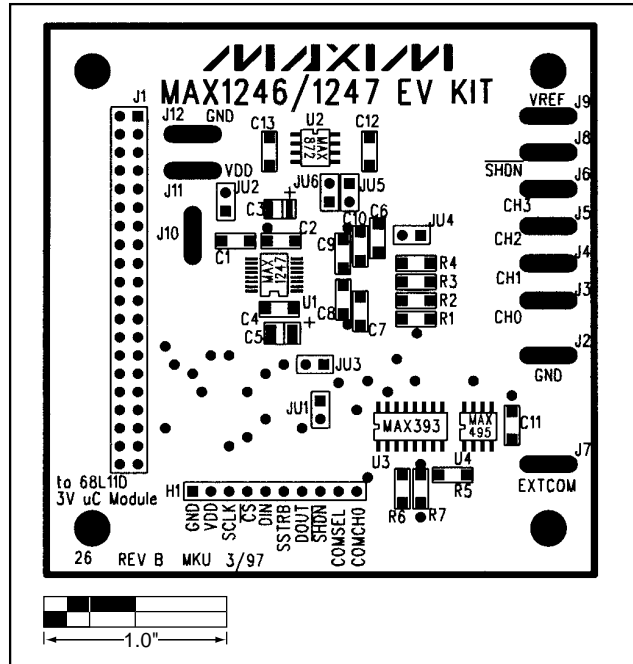 MAXIM
MAX1246/1247 EV KIT
J1
J12 GND
C13
U2
MAX
872
C12
VREF
J9
J8
SHDN
VDD
J11
JU2
JU6
JU5
J6
CH3
C3
+
C10
C6
JU4
J5
CH2
J10
C1
C2
C9
MAX
1247
R4
J4
CH1
R3
U1
R2
J3
C4
C8
R1
CH0
C5
+
C7
JU3
J2
GND
JU1
MAX393
MAX
495
C11
J7
to 68L11D
3V uC Module
H1
U3
U4
R5
EXTCOM
R6
R7
GND
VDD
SCLK
CS
DIN
SSTRB
DOUT
SHDN
COMSEL
COMCH0
26 REV B MKU 3/97
1.0"